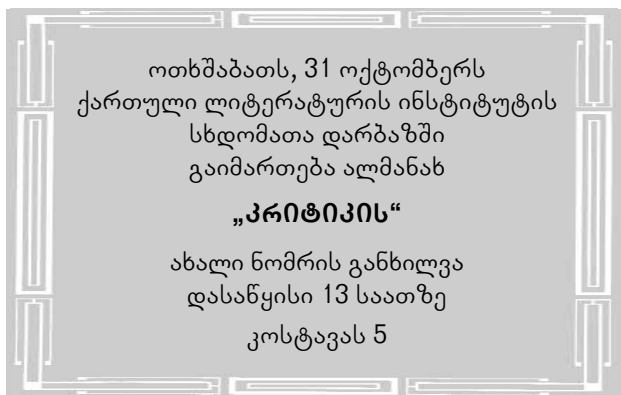 ოთხშაბათს, 31 ოქტომბერს
ქართული ლიტერატურის ინსტიტუტის
სხდომათა დარბაზში
გაიმართება ალმანახ
„კრიტიკის“
ახალი ნომრის განხილვა
დასაწყისი 13 საათზე
კოსტავას 5